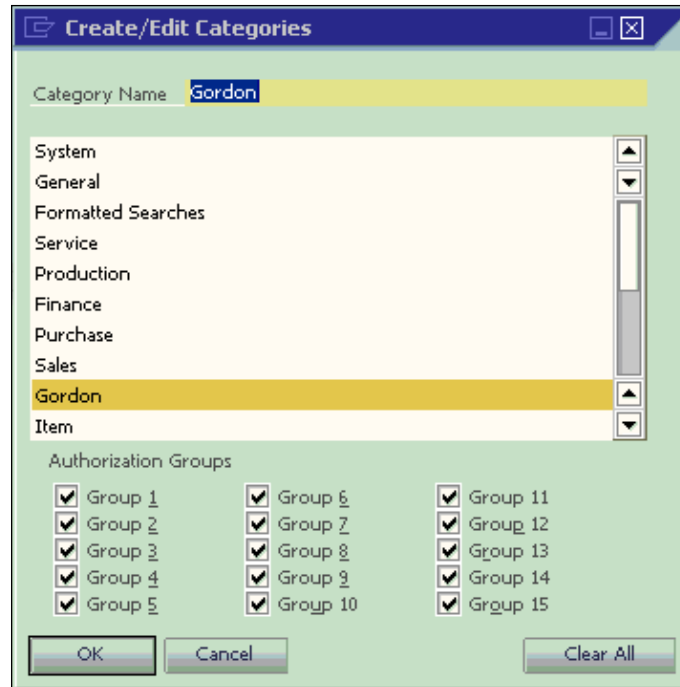 Create/Edit Categories
Category Name Gordon
System
General
Formatted Searches
Service
Production
Finance
Purchase
Sales
Gordon
Item
Authorization Groups
Group 1 Group 6 Group 11
Group 2 Group 7 Group 12
Group 3 Group 8 Group 13
Group 4 Group 9 Group 14
Group 5 Group 10 Group 15
OK Cancel Clear All